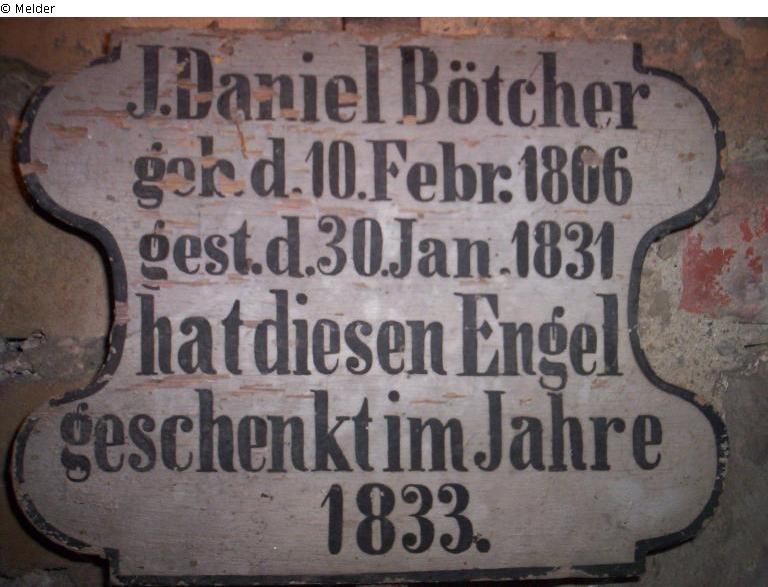 © Melder
J. Daniel Bötcher
geb. d. 10. Febr. 1806
gest. d. 30. Jan. 1831
hat diesen Engel
geschenkt im Jahre
1833.